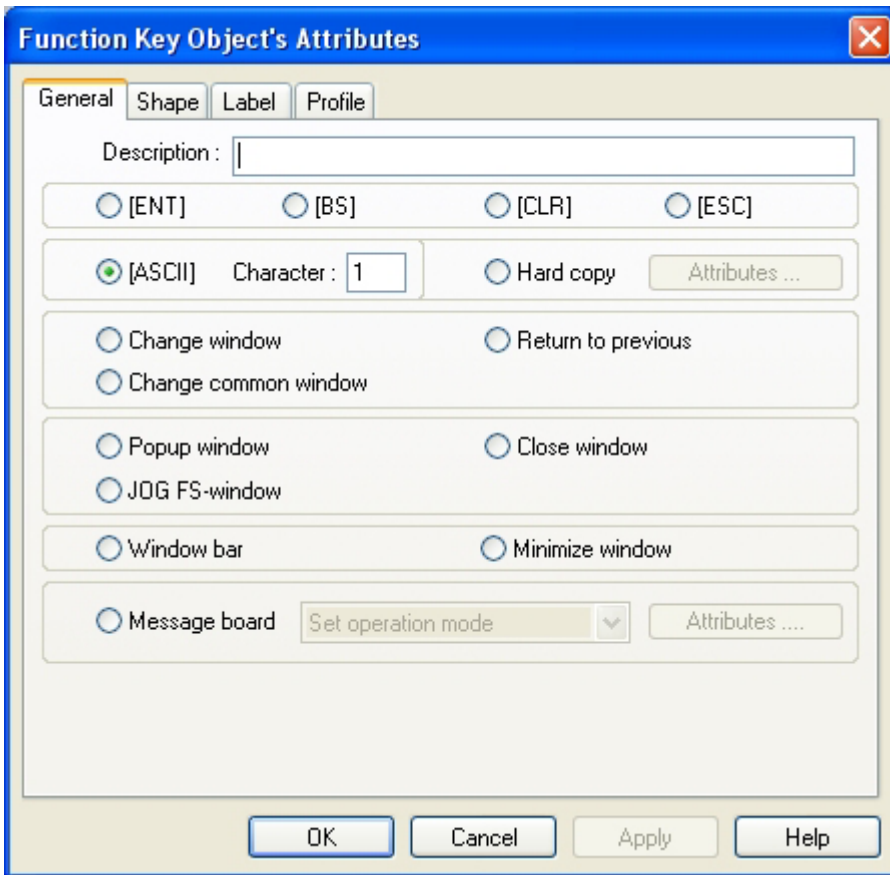 Function Key Object's Attributes
General Shape Label Profile
Description :
[ENT] [BS] [CLR] [ESC]
[ASCII] Character : 1 Hard copy Attributes ...
Change window Return to previous
Change common window
Popup window Close window
JOG FS-window
Window bar Minimize window
Message board Set operation mode Attributes ....
OK Cancel Apply Help